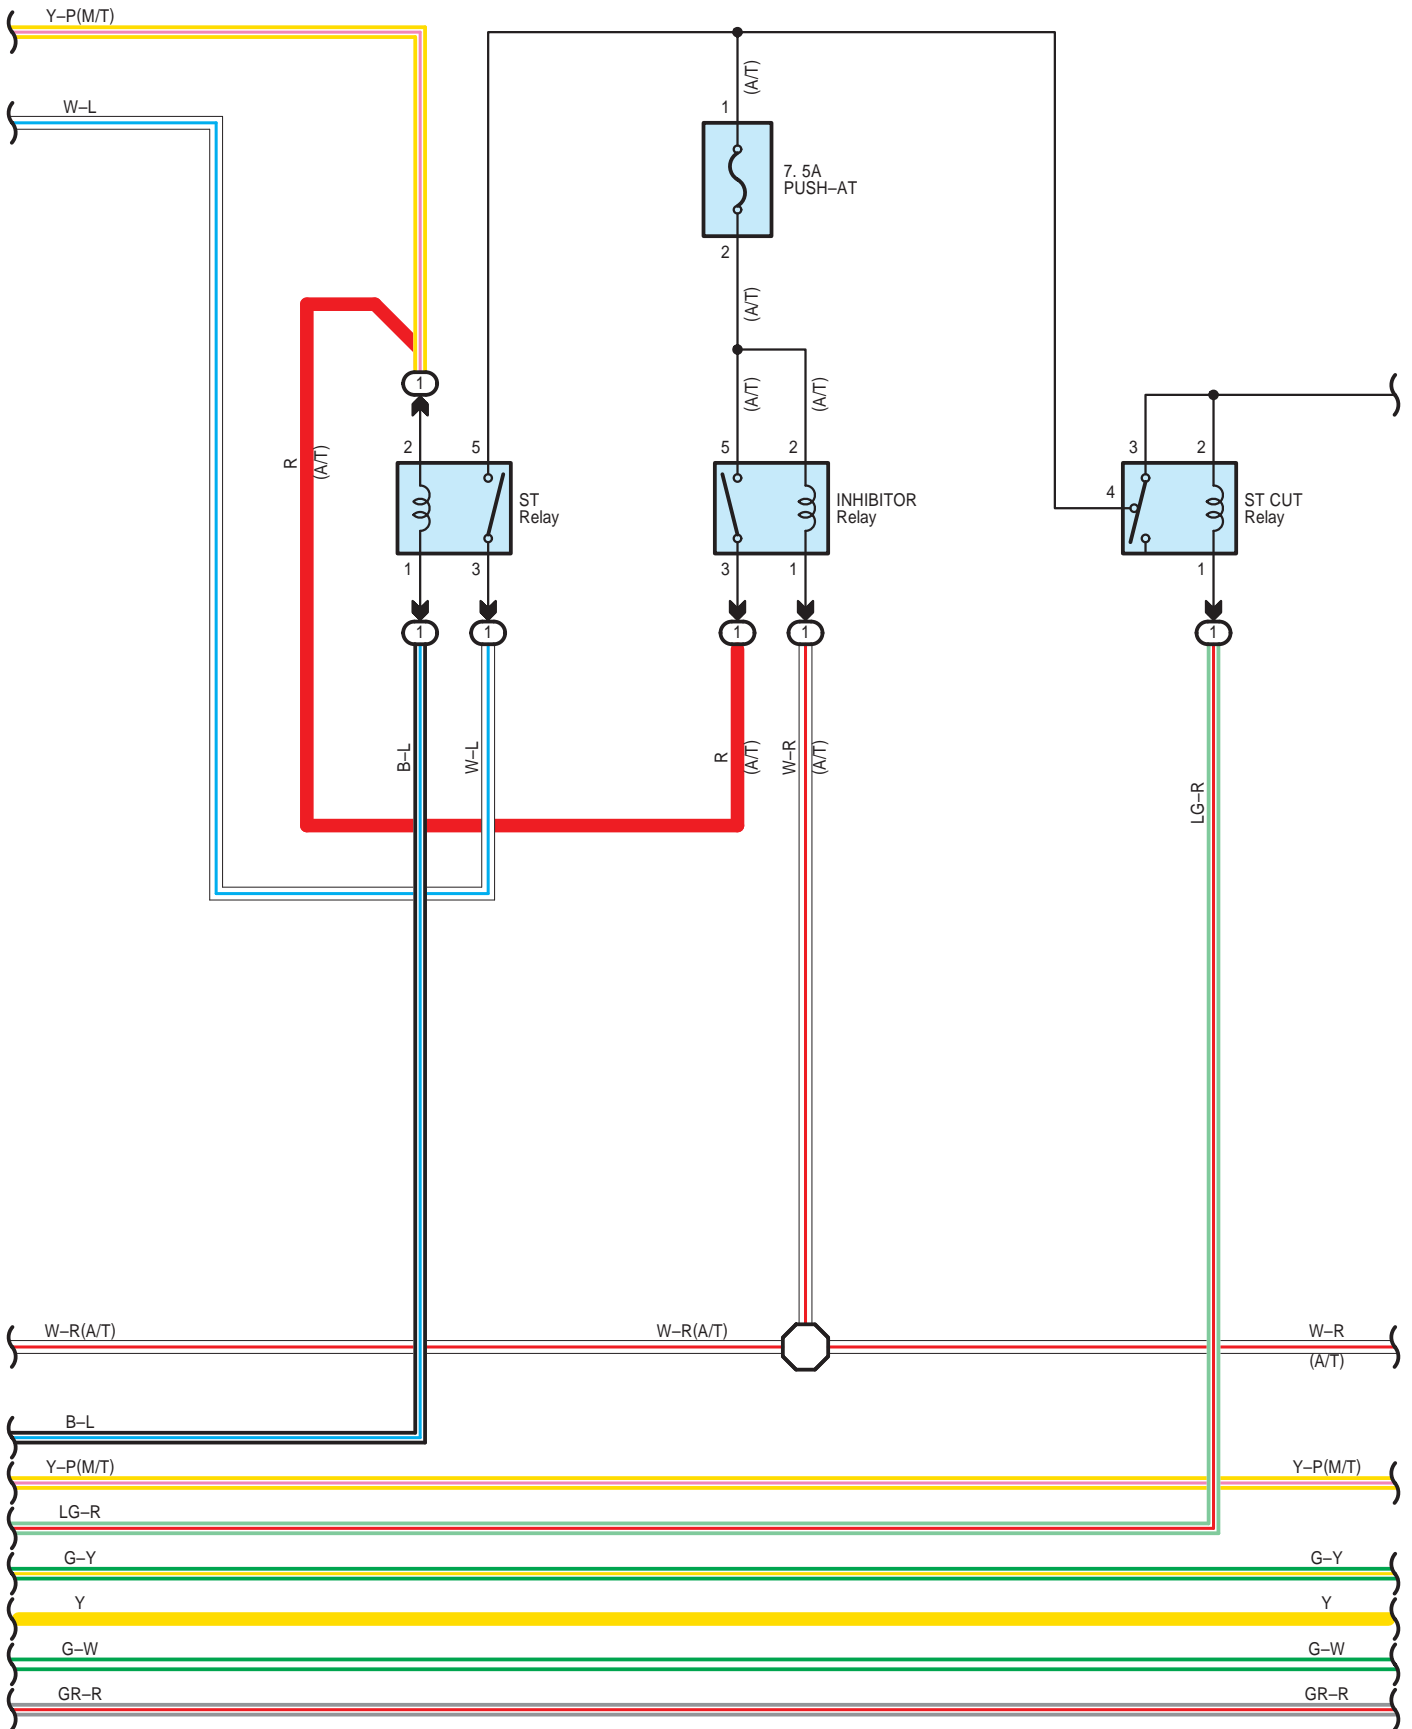 Y–P(M/T)
W–L
(A/T)
1
7. 5A
PUSH–AT
2
(A/T)
1
(A/T)
(A/T)
R
(A/T)
2
5
5
2
3
2
4
ST
Relay
INHIBITOR
Relay
ST CUT
Relay
1
3
3
1
1
1
1
1
1
1
B–L
W–L
R
(A/T)
W–R
(A/T)
LG–R
W–R(A/T)
W–R(A/T)
W–R
(A/T)
B–L
Y–P(M/T)
Y–P(M/T)
LG–R
G–Y
G–Y
Y
Y
G–W
G–W
GR–R
GR–R